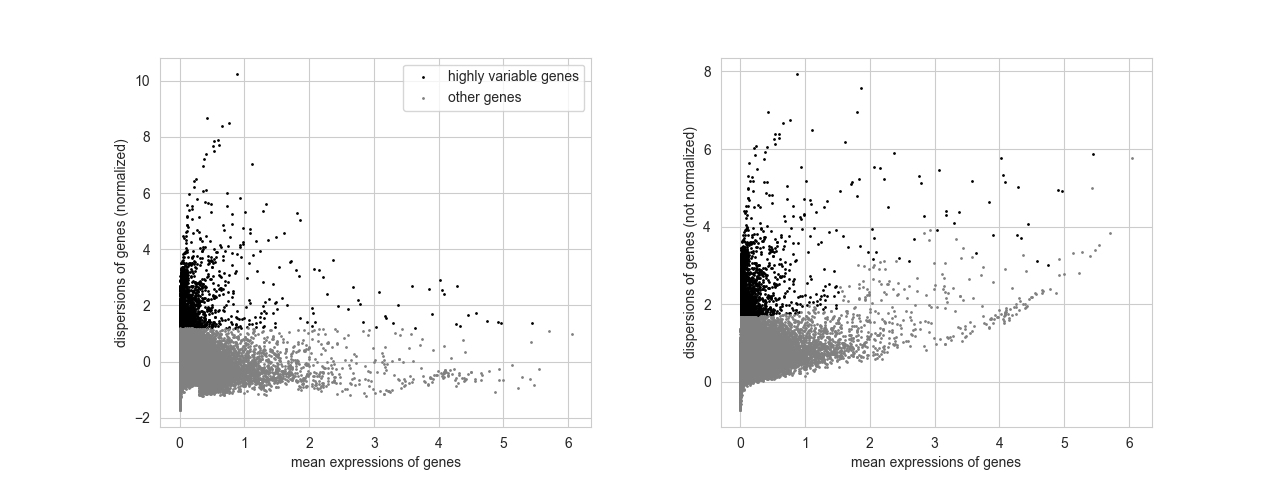 dispersions of genes (normalized)
10
8
6
4
2
0
−2
highly variable genes
other genes
0 1 2 3 4 5 6
mean expressions of genes
dispersions of genes (not normalized)
8
6
4
2
0
0 1 2 3 4 5 6
mean expressions of genes